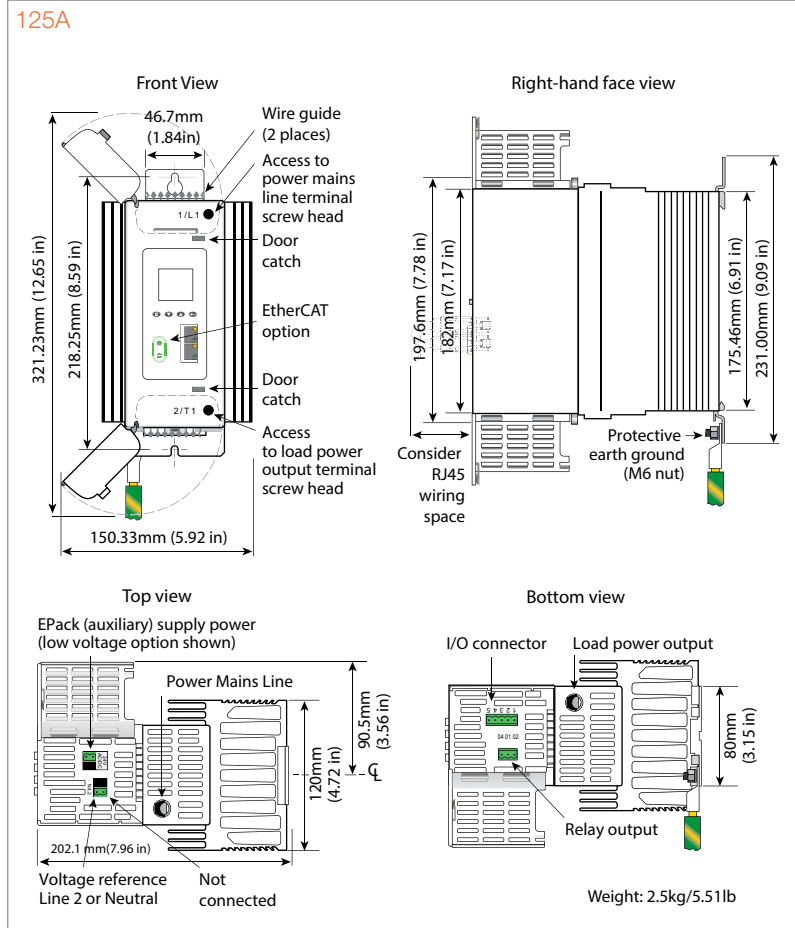 125A
Front View
Right-hand face view
46.7mm
(1.84in)
Wire guide
(2 places)
Access to
power mains
line terminal
screw head
Door
catch
EtherCAT
option
Door
catch
Access
to load power
output terminal
screw head
1/L1
2/T1
321.23mm (12.65 in)
218.25mm (8.59 in)
150.33mm (5.92 in)
197.6mm (7.78 in)
182mm (7.17 in)
175.46mm (6.91 in)
231.00mm (9.09 in)
Consider
RJ45
wiring
space
Protective
earth ground
(M6 nut)
Top view
EPack (auxiliary) supply power
(low voltage option shown)
Power Mains Line
24V
AC/DC
N/L2
90.5mm
(3.56 in)
120mm
(4.72 in)
CL
202.1 mm(7.96 in)
Voltage reference
Line 2 or Neutral
Not
connected
Bottom view
I/O connector
Load power output
1 2 3 4 5
04 01 02
80mm
(3.15 in)
Relay output
Weight: 2.5kg/5.51lb